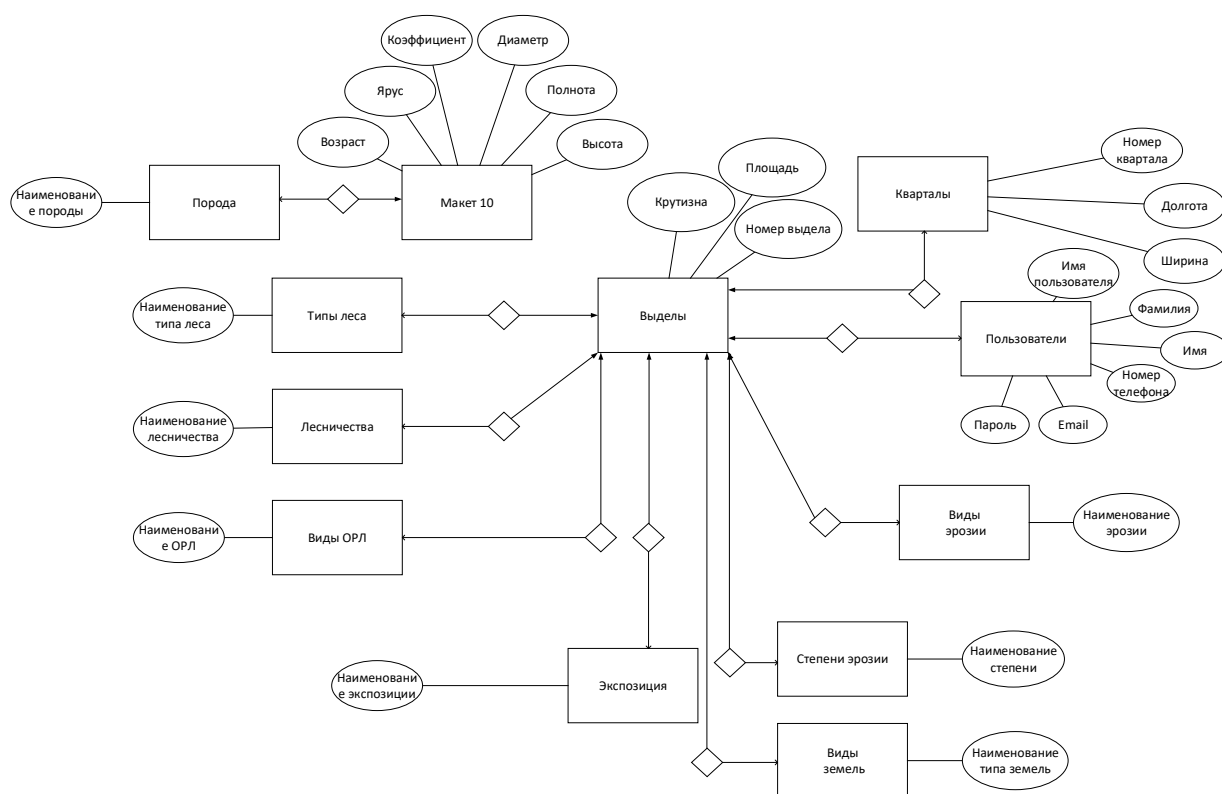 Коэффициент
Диаметр
Ярус
Полнота
Возраст
Высота
Наименовани
е породы
Порода
Макет 10
Площадь
Крутизна
Номер выдела
Кварталы
Номер
квартала
Долгота
Ширина
Наименование
типа леса
Типы леса
Выделы
Имя
пользователя
Фамилия
Пользователи
Имя
Номер
телефона
Пароль
Email
Наименование
лесничества
Лесничества
Наименовани
е ОРЛ
Виды ОРЛ
Виды
эрозии
Наименование
эрозии
Наименовани
е экспозиции
Экспозиция
Степени эрозии
Наименование
степени
Виды
земель
Наименование
типа земель